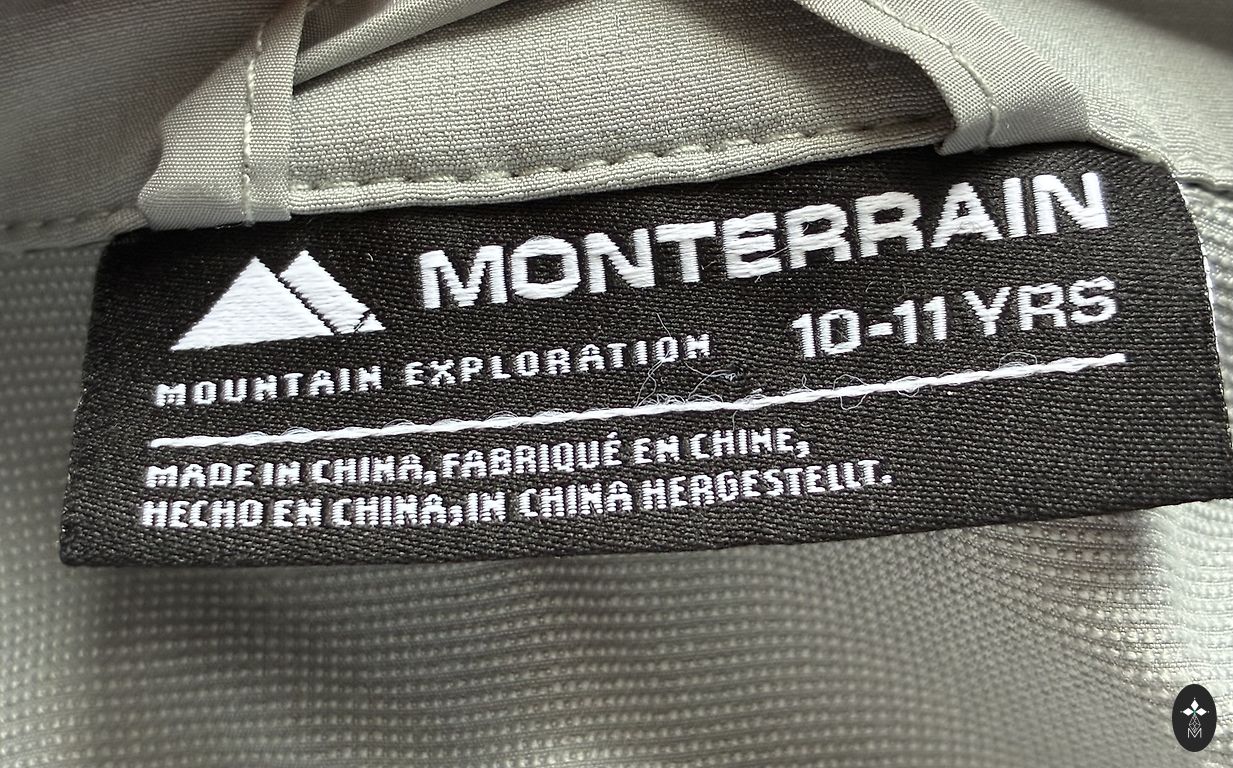 MONTERRAIN
10-11 YRS
MOUNTAIN EXPLORATION
MADE IN CHINA, FABRIQUÉ EN CHINE,
HECHO EN CHINA, IN CHINA HERGESTELLT.
M